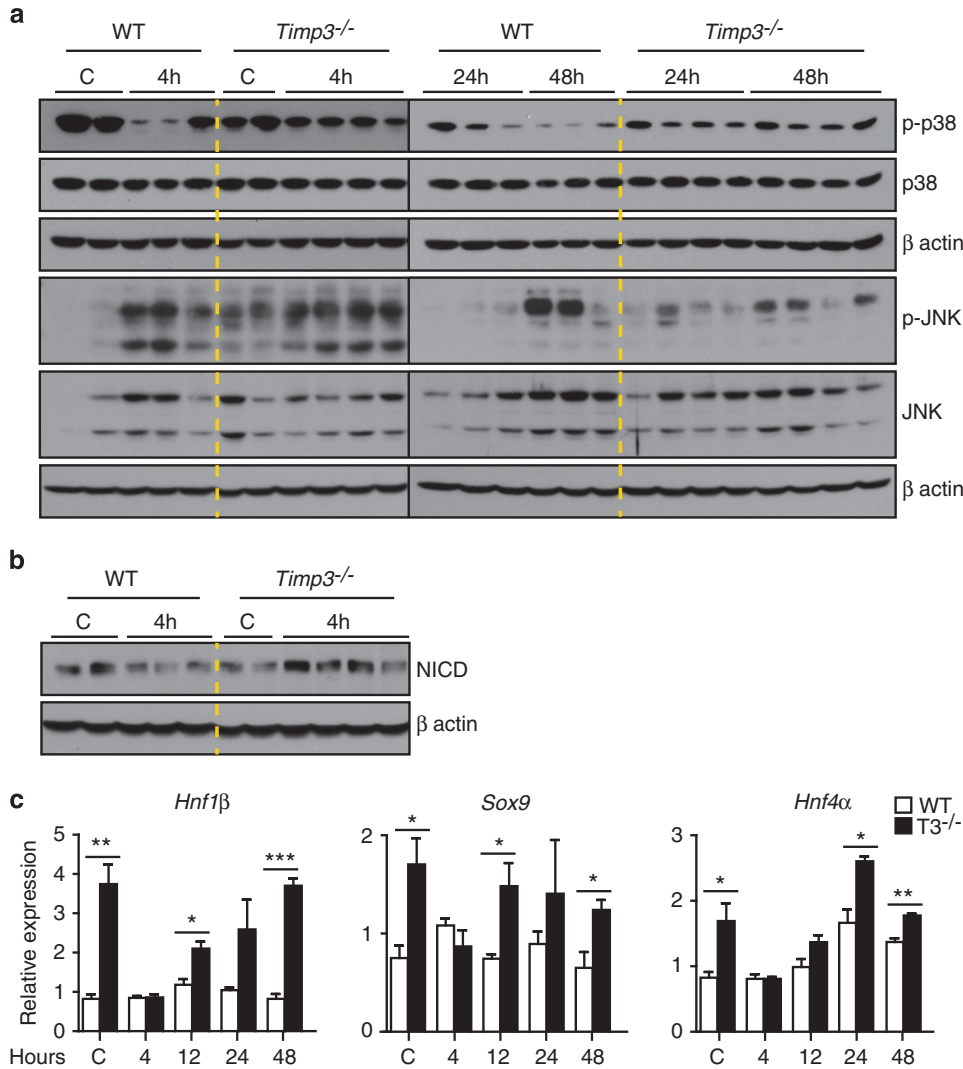 a
WT Timp3-/- WT Timp3-/-
C 4h C 4h 24h 48h 24h 48h
p-p38
p38
β actin
p-JNK
JNK
β actin
b
WT Timp3-/-
C 4h C 4h
NICD
β actin
c
Hnf1β Sox9 Hnf4α
WT
T3-/-
Relative expression
5
4
3
2
1
0
** * ***
2
1
0
* * *
3
2
1
0
* * **
Hours C 4 12 24 48 C 4 12 24 48 C 4 12 24 48